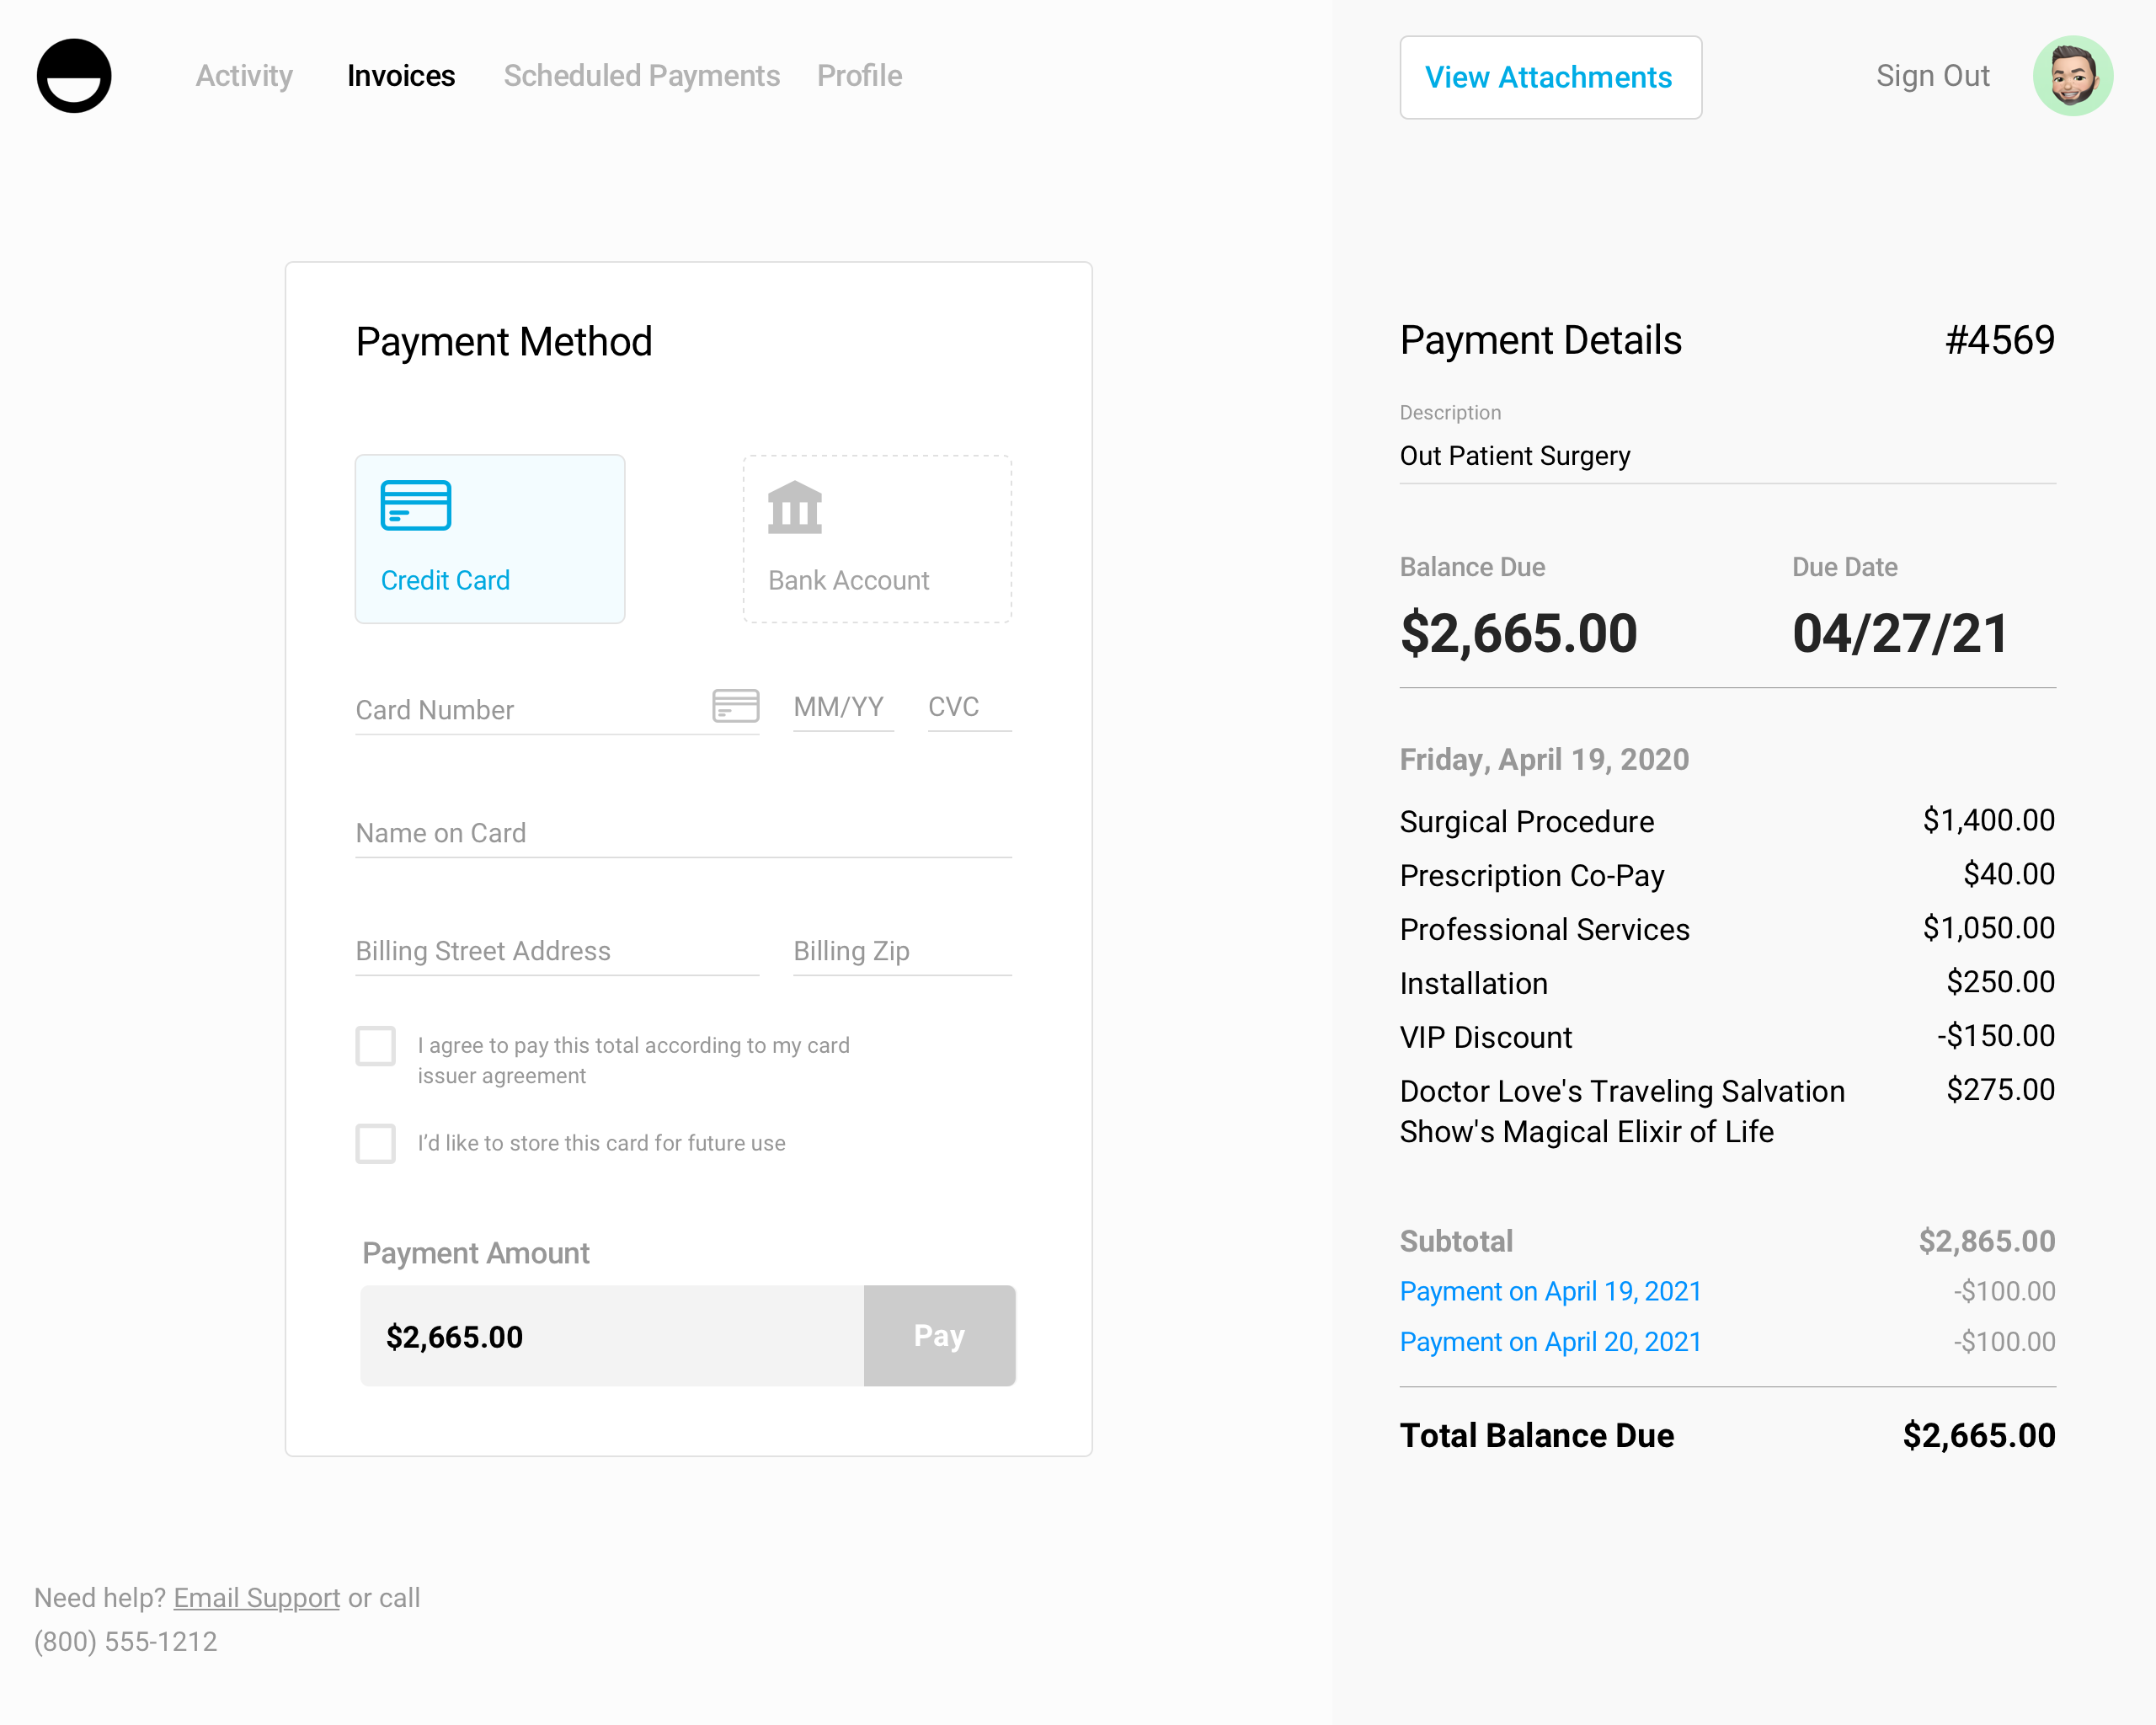 Activity Invoices Scheduled Payments Profile View Attachments Sign Out
Payment Method
Credit Card Bank Account
Card Number MM/YY CVC
Name on Card
Billing Street Address Billing Zip
I agree to pay this total according to my card
issuer agreement
I’d like to store this card for future use
Payment Amount
$2,665.00 Pay
Payment Details #4569
Description
Out Patient Surgery
Balance Due Due Date
$2,665.00 04/27/21
Friday, April 19, 2020
Surgical Procedure $1,400.00
Prescription Co-Pay $40.00
Professional Services $1,050.00
Installation $250.00
VIP Discount -$150.00
Doctor Love's Traveling Salvation $275.00
Show's Magical Elixir of Life
Subtotal $2,865.00
Payment on April 19, 2021 -$100.00
Payment on April 20, 2021 -$100.00
Total Balance Due $2,665.00
Need help? Email Support or call
(800) 555-1212